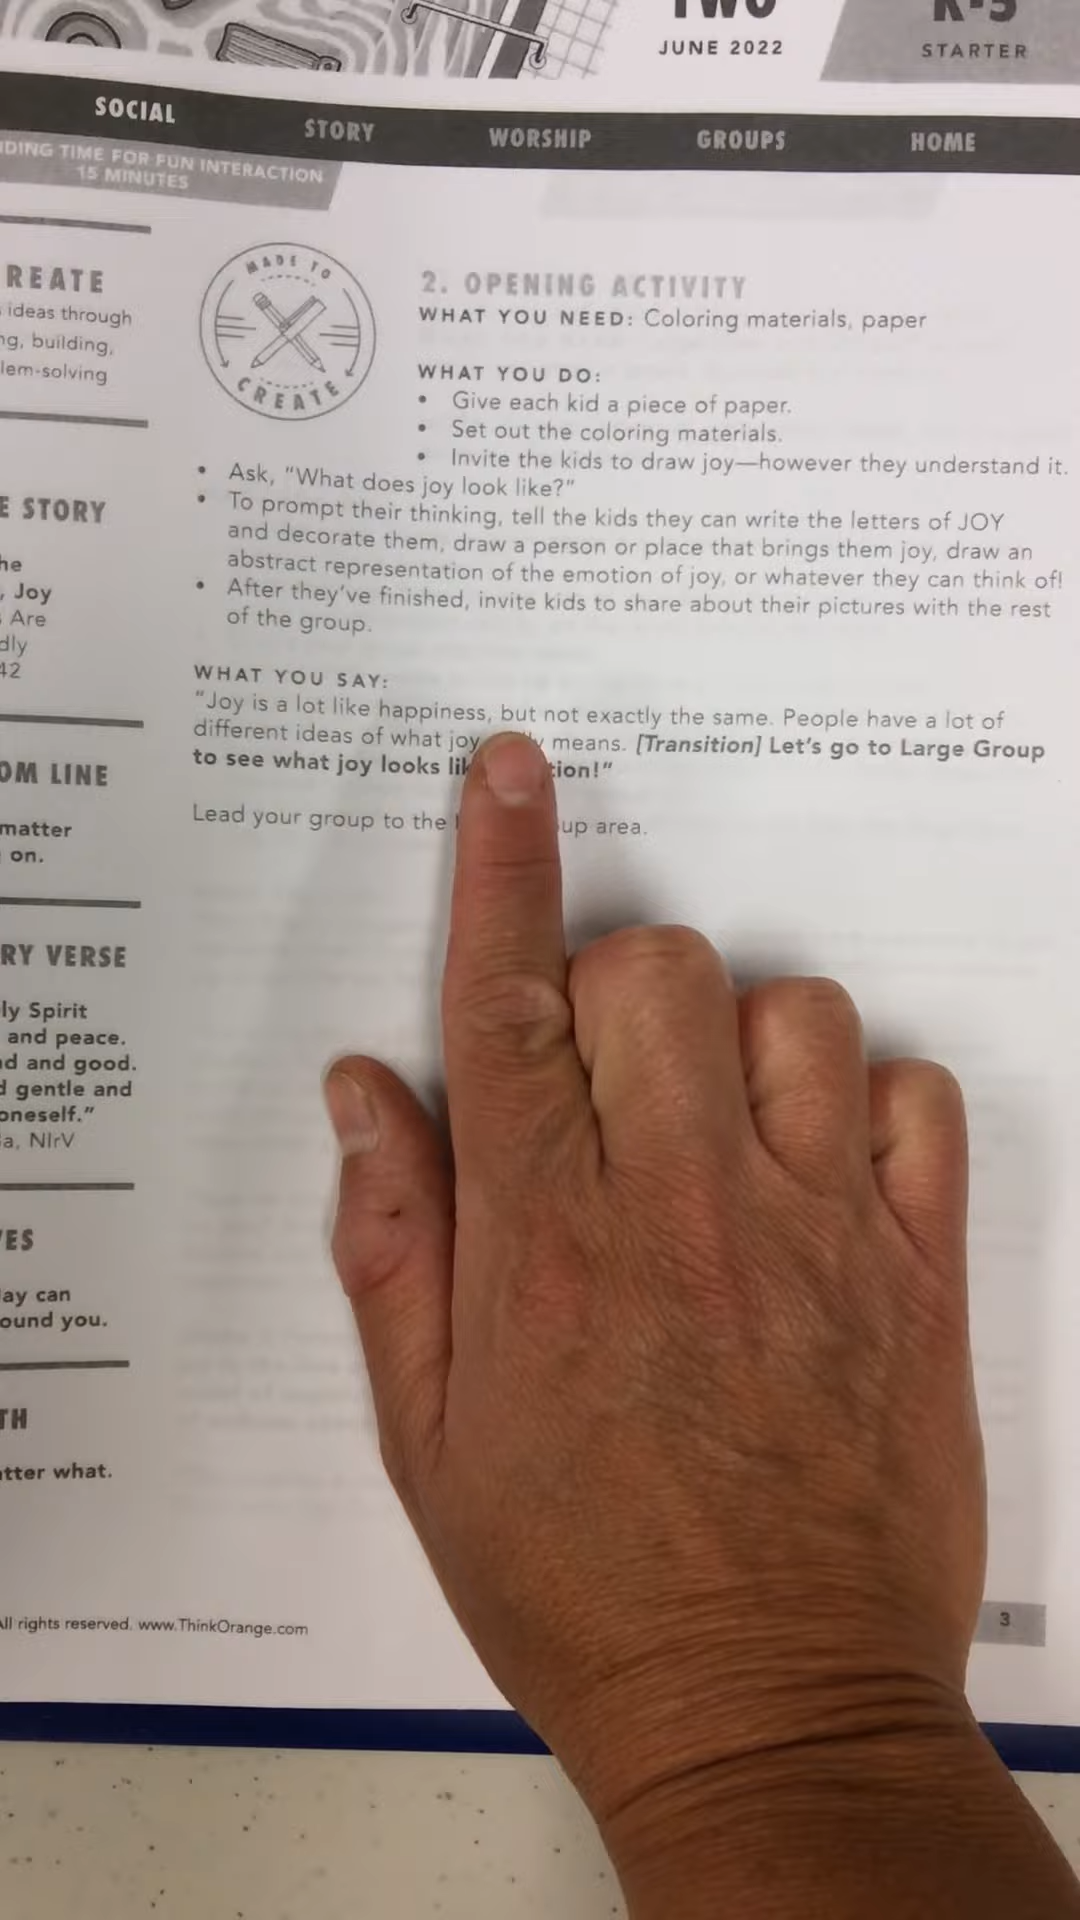 TWO
JUNE 2022
K-5
STARTER
SOCIAL
STORY
WORSHIP
GROUPS
HOME
DING TIME FOR FUN INTERACTION
15 MINUTES
REATE
ideas through
ng, building,
lem-solving
E STORY
he
, Joy
Are
dly
42
OM LINE
matter
on.
RY VERSE
ly Spirit
and peace.
nd and good.
d gentle and
oneself.”
a, NIrV
ES
ay can
ound you.
TH
tter what.
MADE TO
CREATE
2. OPENING ACTIVITY
WHAT YOU NEED: Coloring materials, paper
WHAT YOU DO:
• Give each kid a piece of paper.
• Set out the coloring materials.
• Invite the kids to draw joy—however they understand it.
• Ask, “What does joy look like?”
• To prompt their thinking, tell the kids they can write the letters of JOY
and decorate them, draw a person or place that brings them joy, draw an
abstract representation of the emotion of joy, or whatever they can think of!
• After they’ve finished, invite kids to share about their pictures with the rest
of the group.
WHAT YOU SAY:
“Joy is a lot like happiness, but not exactly the same. People have a lot of
different ideas of what joy means. [Transition] Let’s go to Large Group
to see what joy looks lik tion!”
Lead your group to the up area.
All rights reserved. www.ThinkOrange.com
3